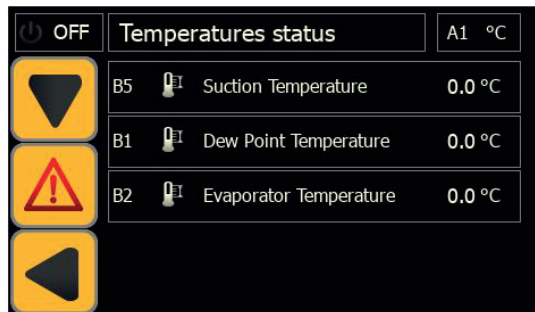 OFF Temperatures status A1 °C
B5 Suction Temperature 0.0 °C
B1 Dew Point Temperature 0.0 °C
B2 Evaporator Temperature 0.0 °C